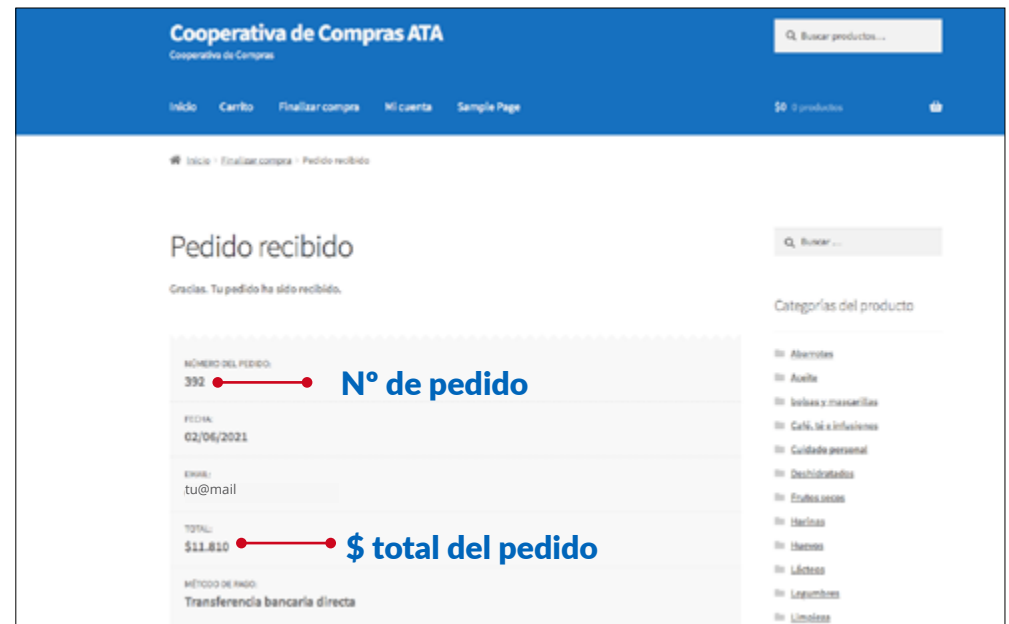 Cooperativa de Compras ATA
Cooperativa de Compras
Buscar productos...
Inicio Carrito Finalizar compra Mi cuenta Sample Page
$0 0 productos
Inicio Finalizar compra Pedido recibido
Pedido recibido
Buscar ...
Gracias. Tu pedido ha sido recibido.
Categorías del producto
NÚMERO DEL PEDIDO:
392
Nº de pedido
FECHA:
02/06/2021
EMAIL:
tu@mail
TOTAL:
$11.810
$ total del pedido
MÉTODO DE PAGO:
Transferencia bancaria directa
Abarrotes
Aceite
bolsas y mascarillas
Café, té e infusiones
Cuidado personal
Deshidratados
Frutos secos
Harinas
Huevos
Lácteos
Legumbres
Limpieza